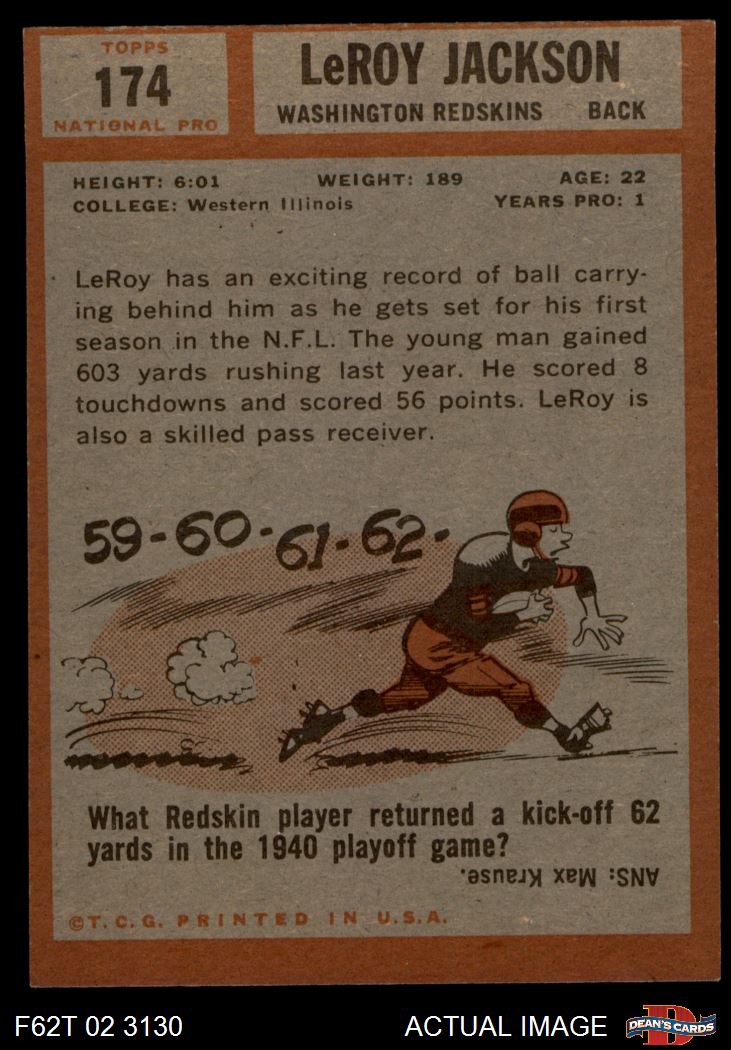 TOPPS
174
NATIONAL PRO
LeROY JACKSON
WASHINGTON REDSKINS BACK
HEIGHT: 6:01 WEIGHT: 189 AGE: 22
COLLEGE: Western Illinois YEARS PRO: 1
LeRoy has an exciting record of ball carry-
ing behind him as he gets set for his first
season in the N.F.L. The young man gained
603 yards rushing last year. He scored 8
touchdowns and scored 56 points. LeRoy is
also a skilled pass receiver.
59-60-61-62-
What Redskin player returned a kick-off 62
yards in the 1940 playoff game?
ANS: Max Krause.
©T.C.G. PRINTED IN U.S.A.
F62T 02 3130 ACTUAL IMAGE DEAN'S CARDS